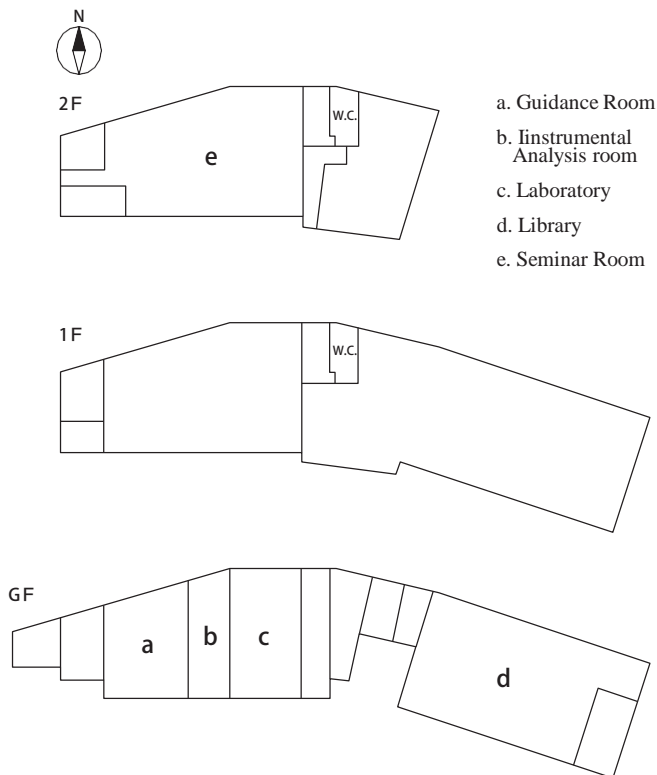 N
2F
W.C.
e
a. Guidance Room
b. Iinstrumental
Analysis room
c. Laboratory
d. Library
e. Seminar Room
1F
W.C.
GF
a
b
c
d